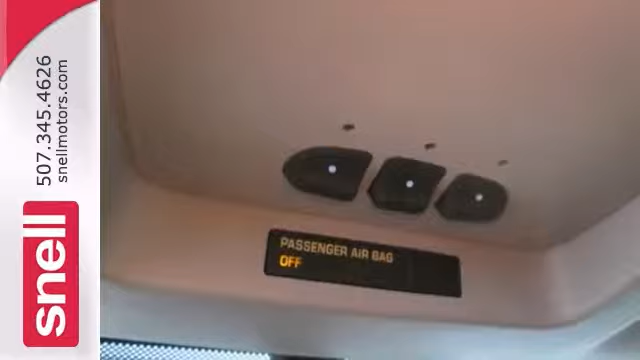 507.345.4626
snellmotors.com
snell
PASSENGER AIR BAG
OFF